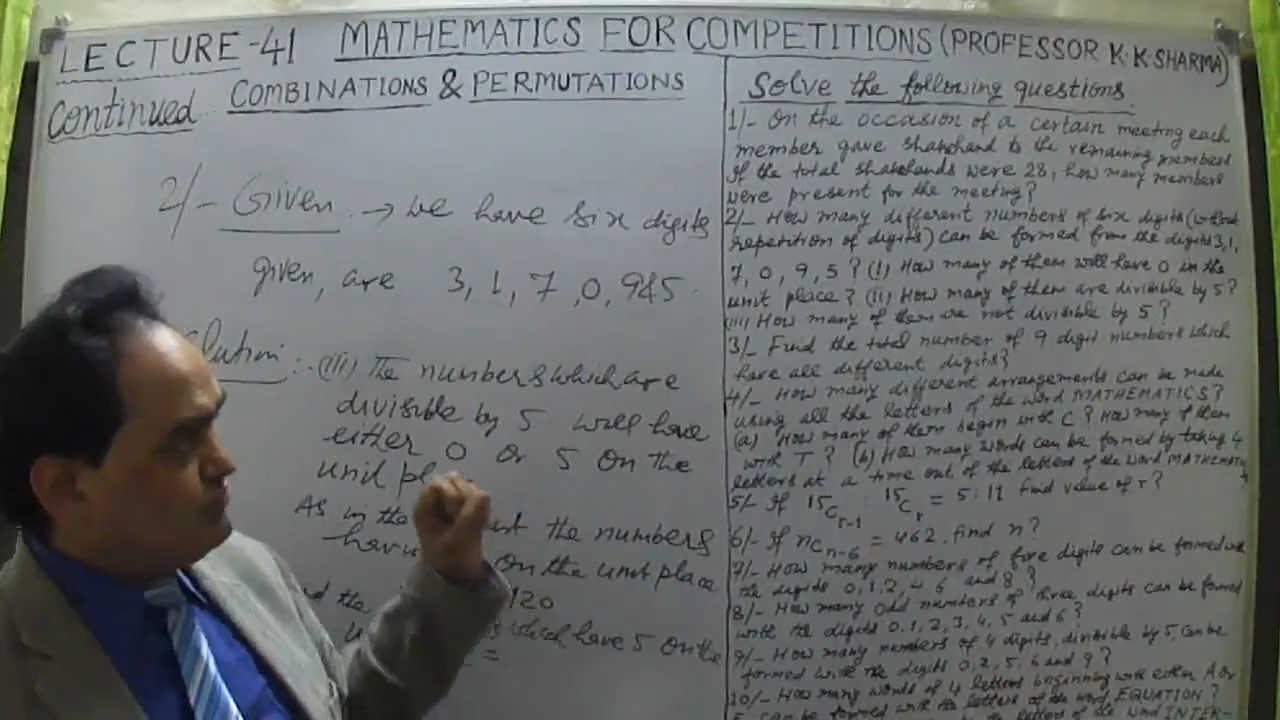 LECTURE-41 MATHEMATICS FOR COMPETITIONS (PROFESSOR K.K.SHARMA)
Continued COMBINATIONS & PERMUTATIONS
2/- Given → we have six digits
given, are 3, 1, 7, 0, 9&5.
lution:- (iii) The numbers which are
divisible by 5 will have
either 0 or 5 on the
unit pl
As in the the numbers
havi on the unit place
120
the which have 5 on the
=
Solve the following questions.
1/- On the occasion of a certain meeting each
member gave shakehand to the remaining members
If the total shakehands were 28, how many members
were present for the meeting?
2/- How many different numbers of six digits (without
repetition of digits) can be formed from the digits 3, 1,
7, 0, 9, 5? (i) How many of them will have 0 in the
unit place? (ii) How many of them are divisible by 5?
(iii) How many of them are not divisible by 5?
3/- Find the total number of 9 digit numbers which
have all different digits?
4/- How many different arrangements can be made
using all the letters of the word MATHEMATICS?
(a) How many of them begin with C? How many of them
with T? (b) How many words can be formed by taking 4
letters at a time out of the letters of the word MATHEMATI
5/- If 15Cr-1 15Cr = 5:11 find value of r?
6/- If nCn-6 = 462. find n?
7/- How many numbers of five digits can be formed with
the digits 0, 1, 2, 4 6 and 8?
8/- How many odd numbers of three digits can be formed
with the digits 0, 1, 2, 3, 4, 5 and 6?
9/- How many numbers of 4 digits, divisible by 5, can be
formed with the digits 0, 2, 5, 6 and 9?
10/- How many words of 4 letters beginning with either A or
E can be formed with the letters of the word EQUATION?
the letters of the word INTER-